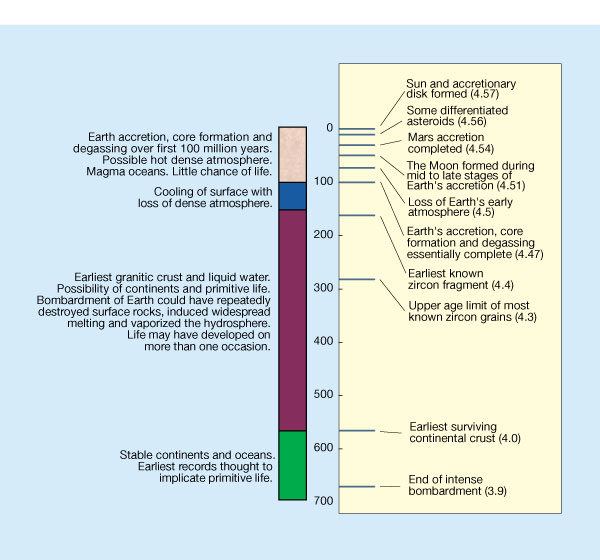 Earth accretion, core formation and
degassing over first 100 million years.
Possible hot dense atmosphere.
Magma oceans. Little chance of life.
Cooling of surface with
loss of dense atmosphere.
Earliest granitic crust and liquid water.
Possibility of continents and primitive life.
Bombardment of Earth could have repeatedly
destroyed surface rocks, induced widespread
melting and vaporized the hydrosphere.
Life may have developed on
more than one occasion.
Stable continents and oceans.
Earliest records thought to
implicate primitive life.
0
100
200
300
400
500
600
700
Sun and accretionary
disk formed (4.57)
Some differentiated
asteroids (4.56)
Mars accretion
completed (4.54)
The Moon formed during
mid to late stages of
Earth's accretion (4.51)
Loss of Earth's early
atmosphere (4.5)
Earth's accretion, core
formation and degassing
essentially complete (4.47)
Earliest known
zircon fragment (4.4)
Upper age limit of most
known zircon grains (4.3)
Earliest surviving
continental crust (4.0)
End of intense
bombardment (3.9)